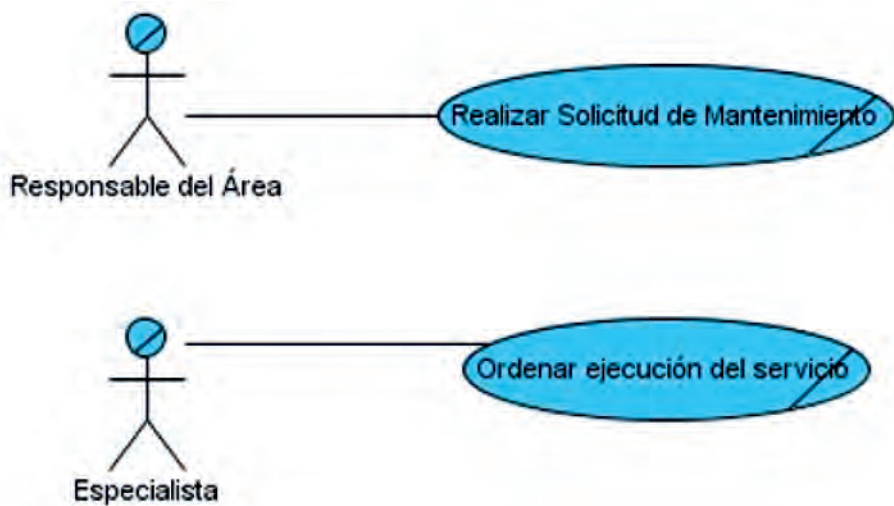 Realizar Solicitud de Mantenimiento
Responsable del Área
Ordenar ejecución del servicio
Especialista